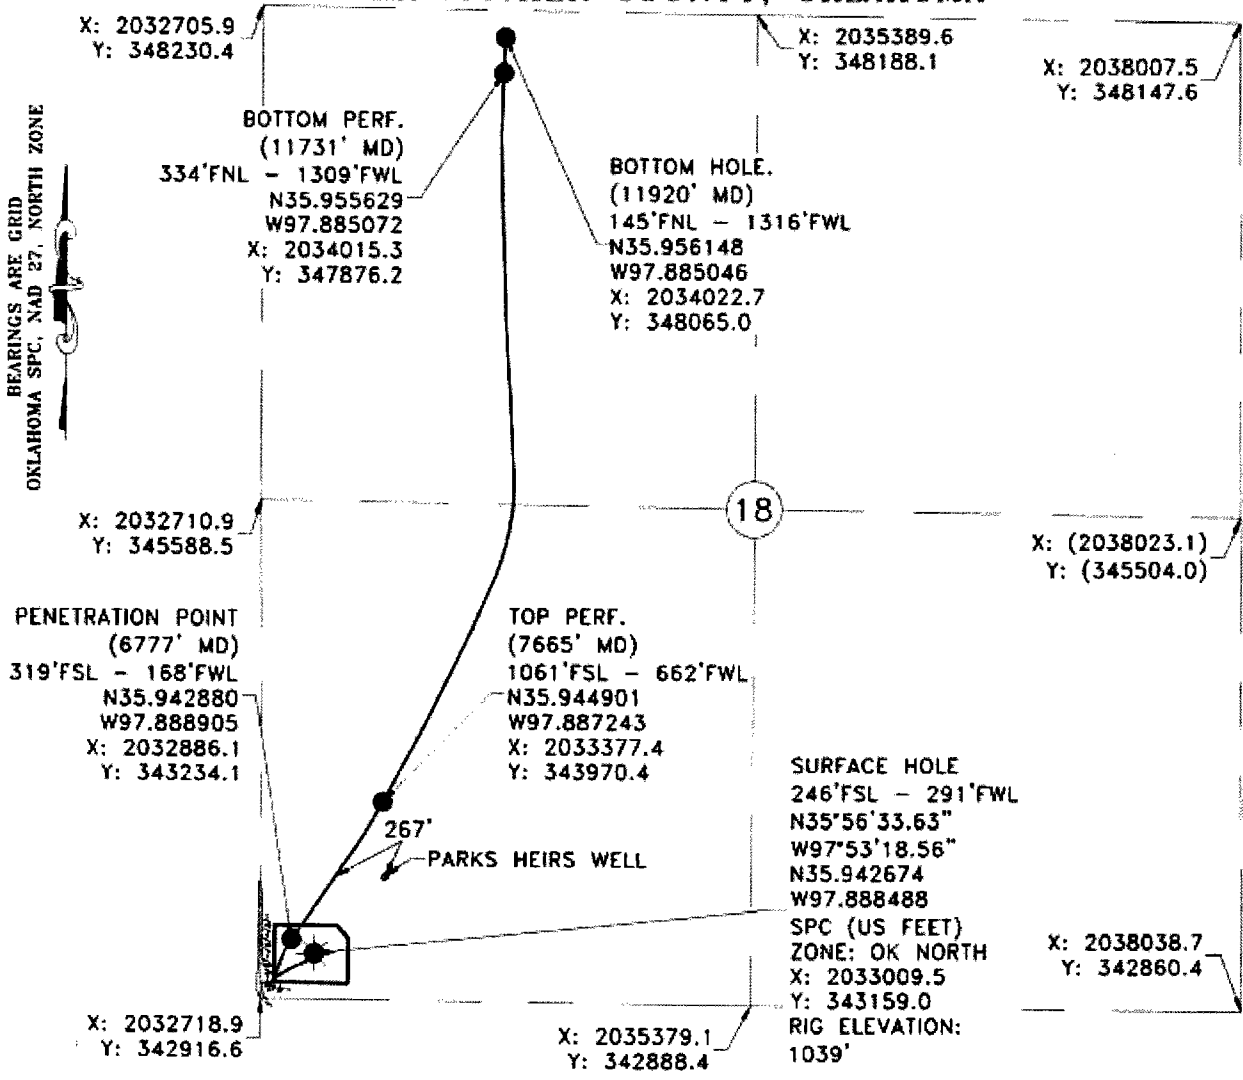 X: 2032705.9
Y: 348230.4
X: 2035389.6
Y: 348188.1
X: 2038007.5
Y: 348147.6
BEARINGS ARE GRID
OKLAHOMA SPC, NAD 27, NORTH ZONE
BOTTOM PERF.
(11731' MD)
334'FNL - 1309'FWL
N35.955629
W97.885072
X: 2034015.3
Y: 347876.2
BOTTOM HOLE.
(11920' MD)
145'FNL - 1316'FWL
N35.956148
W97.885046
X: 2034022.7
Y: 348065.0
X: 2032710.9
Y: 345588.5
18
X: (2038023.1)
Y: (345504.0)
PENETRATION POINT
(6777' MD)
319'FSL - 168'FWL
N35.942880
W97.888905
X: 2032886.1
Y: 343234.1
TOP PERF.
(7665' MD)
1061'FSL - 662'FWL
N35.944901
W97.887243
X: 2033377.4
Y: 343970.4
267'
PARKS HEIRS WELL
SURFACE HOLE
246'FSL - 291'FWL
N35°56'33.63"
W97°53'18.56"
N35.942674
W97.888488
SPC (US FEET)
ZONE: OK NORTH
X: 2033009.5
Y: 343159.0
RIG ELEVATION:
1039'
X: 2038038.7
Y: 342860.4
X: 2032718.9
Y: 342916.6
X: 2035379.1
Y: 342888.4